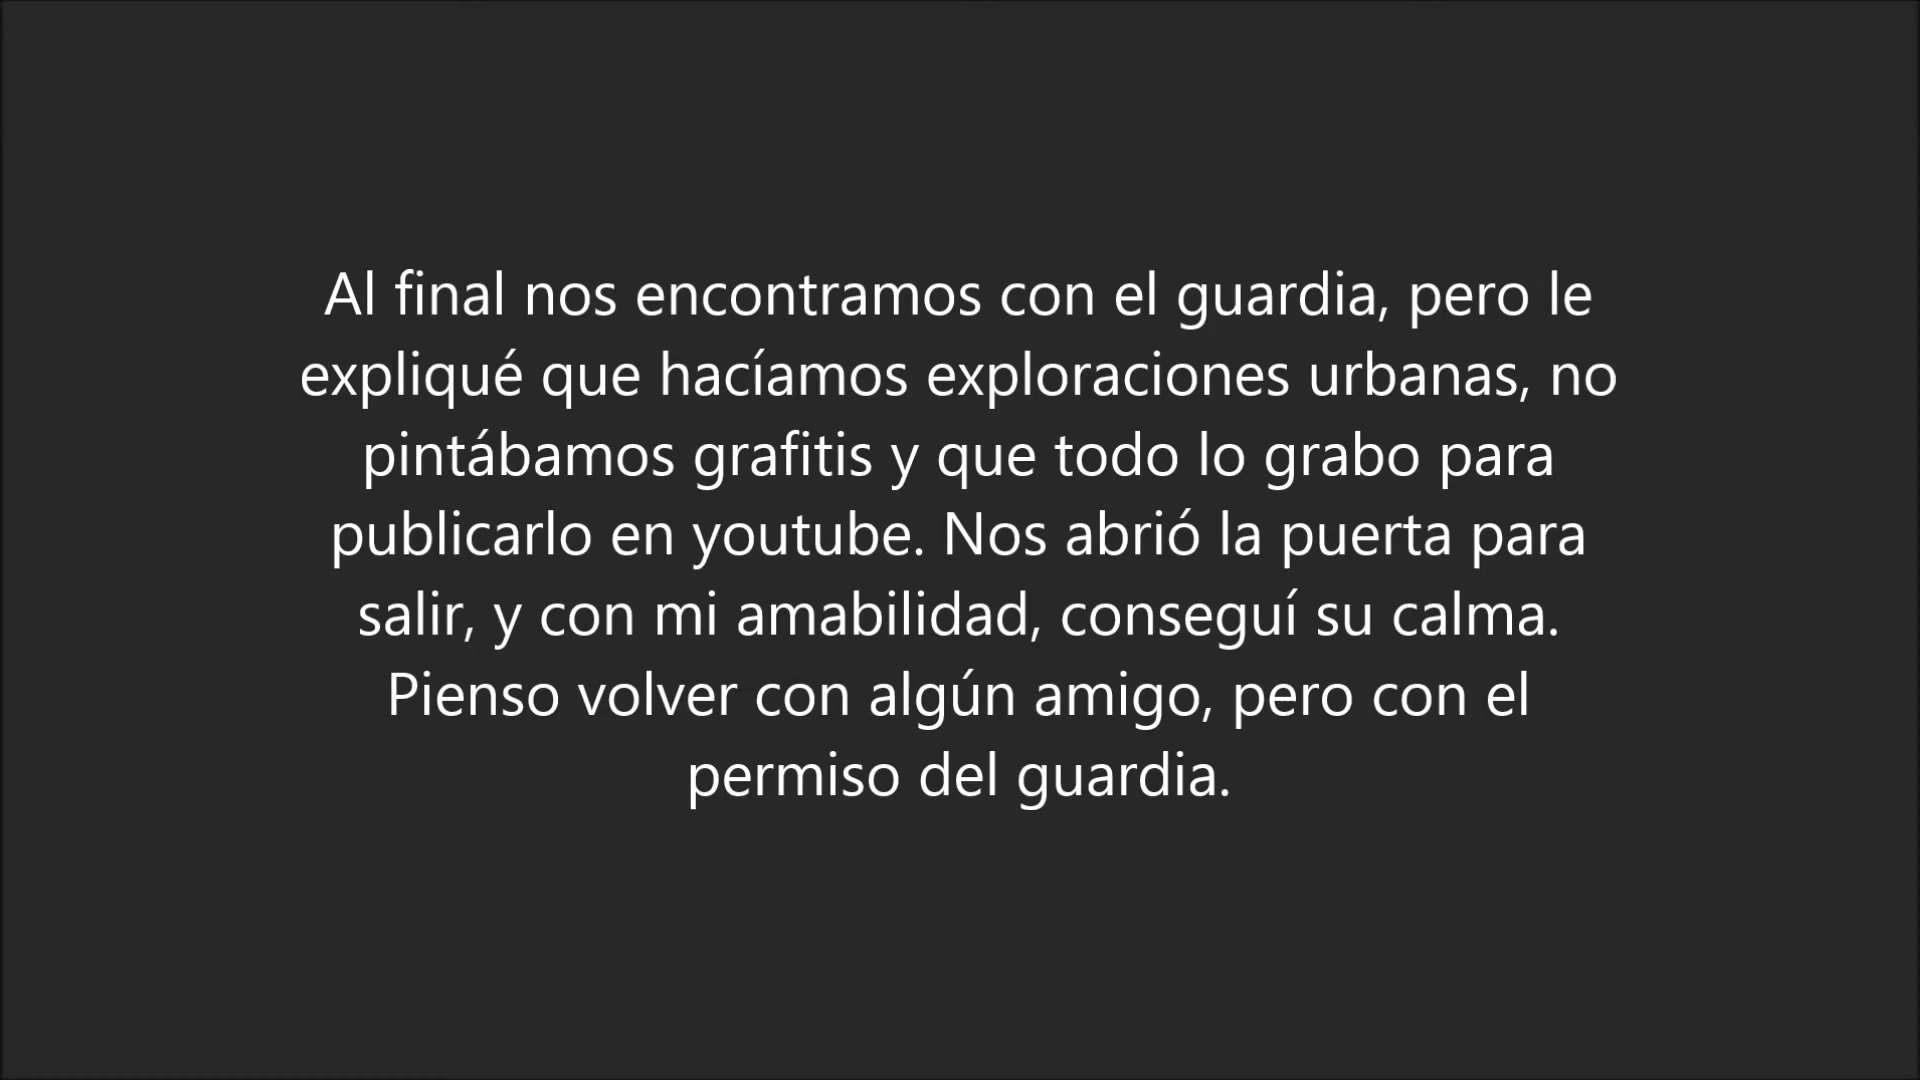 Al final nos encontramos con el guardia, pero le
expliqué que hacíamos exploraciones urbanas, no
pintábamos grafitis y que todo lo grabo para
publicarlo en youtube. Nos abrió la puerta para
salir, y con mi amabilidad, conseguí su calma.
Pienso volver con algún amigo, pero con el
permiso del guardia.